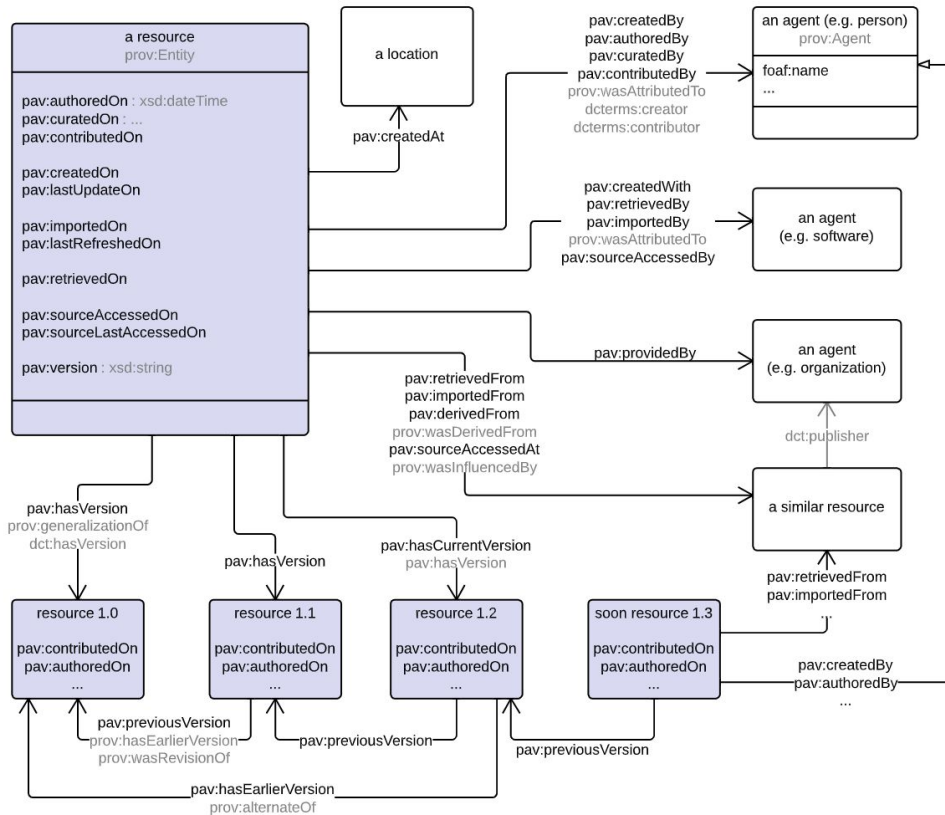 a resource
prov:Entity
pav:authoredOn : xsd:dateTime
pav:curatedOn : ...
pav:contributedOn
pav:createdOn
pav:lastUpdateOn
pav:importedOn
pav:lastRefreshedOn
pav:retrievedOn
pav:sourceAccessedOn
pav:sourceLastAccessedOn
pav:version : xsd:string
a location
pav:createdAt
pav:createdBy
pav:authoredBy
pav:curatedBy
pav:contributedBy
prov:wasAttributedTo
dcterms:creator
dcterms:contributor
an agent (e.g. person)
prov:Agent
foaf:name
...
pav:createdWith
pav:retrievedBy
pav:importedBy
prov:wasAttributedTo
pav:sourceAccessedBy
an agent
(e.g. software)
pav:providedBy
an agent
(e.g. organization)
pav:retrievedFrom
pav:importedFrom
pav:derivedFrom
prov:wasDerivedFrom
pav:sourceAccessedAt
prov:wasInfluencedBy
dct:publisher
a similar resource
pav:hasVersion
prov:generalizationOf
dct:hasVersion
pav:hasVersion
pav:hasCurrentVersion
pav:hasVersion
pav:retrievedFrom
pav:importedFrom
...
resource 1.0
pav:contributedOn
pav:authoredOn
...
resource 1.1
pav:contributedOn
pav:authoredOn
...
resource 1.2
pav:contributedOn
pav:authoredOn
...
soon resource 1.3
pav:contributedOn
pav:authoredOn
...
pav:createdBy
pav:authoredBy
...
pav:previousVersion
prov:hasEarlierVersion
prov:wasRevisionOf
pav:previousVersion
pav:previousVersion
pav:hasEarlierVersion
prov:alternateOf